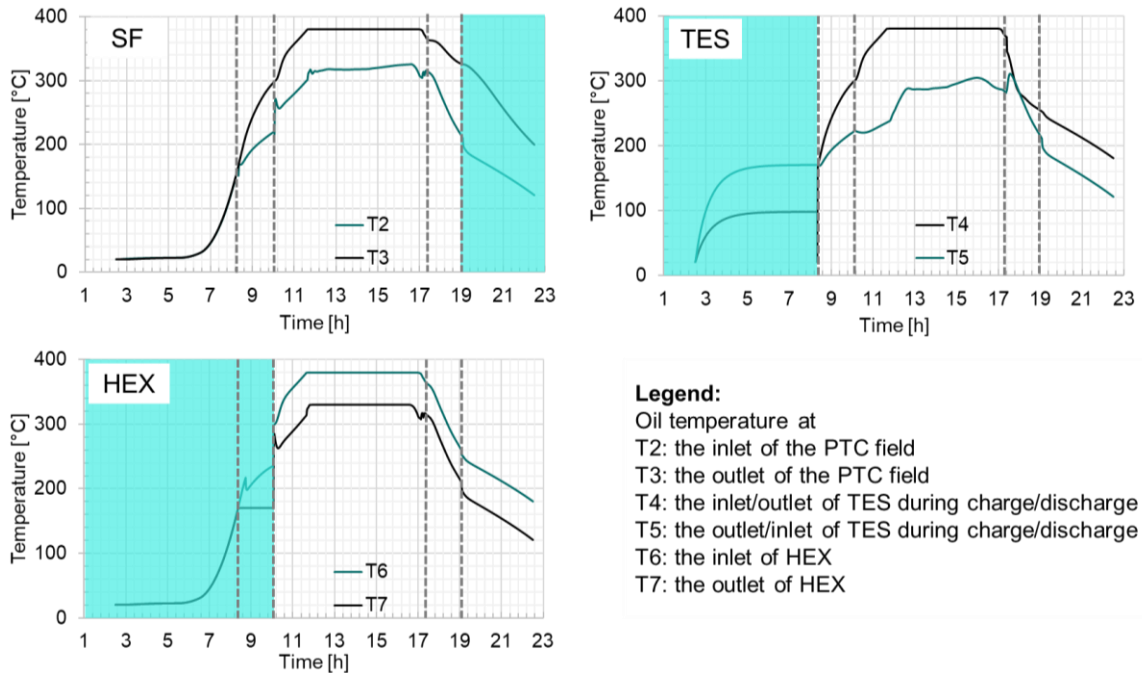 SF
Temperature [°C]
400
300
200
100
0
T2
T3
1 3 5 7 9 11 13 15 17 19 21 23
Time [h]
TES
Temperature [°C]
400
300
200
100
0
T4
T5
1 3 5 7 9 11 13 15 17 19 21 23
Time [h]
HEX
Temperature [°C]
400
300
200
100
0
T6
T7
1 3 5 7 9 11 13 15 17 19 21 23
Time [h]
Legend:
Oil temperature at
T2: the inlet of the PTC field
T3: the outlet of the PTC field
T4: the inlet/outlet of TES during charge/discharge
T5: the outlet/inlet of TES during charge/discharge
T6: the inlet of HEX
T7: the outlet of HEX